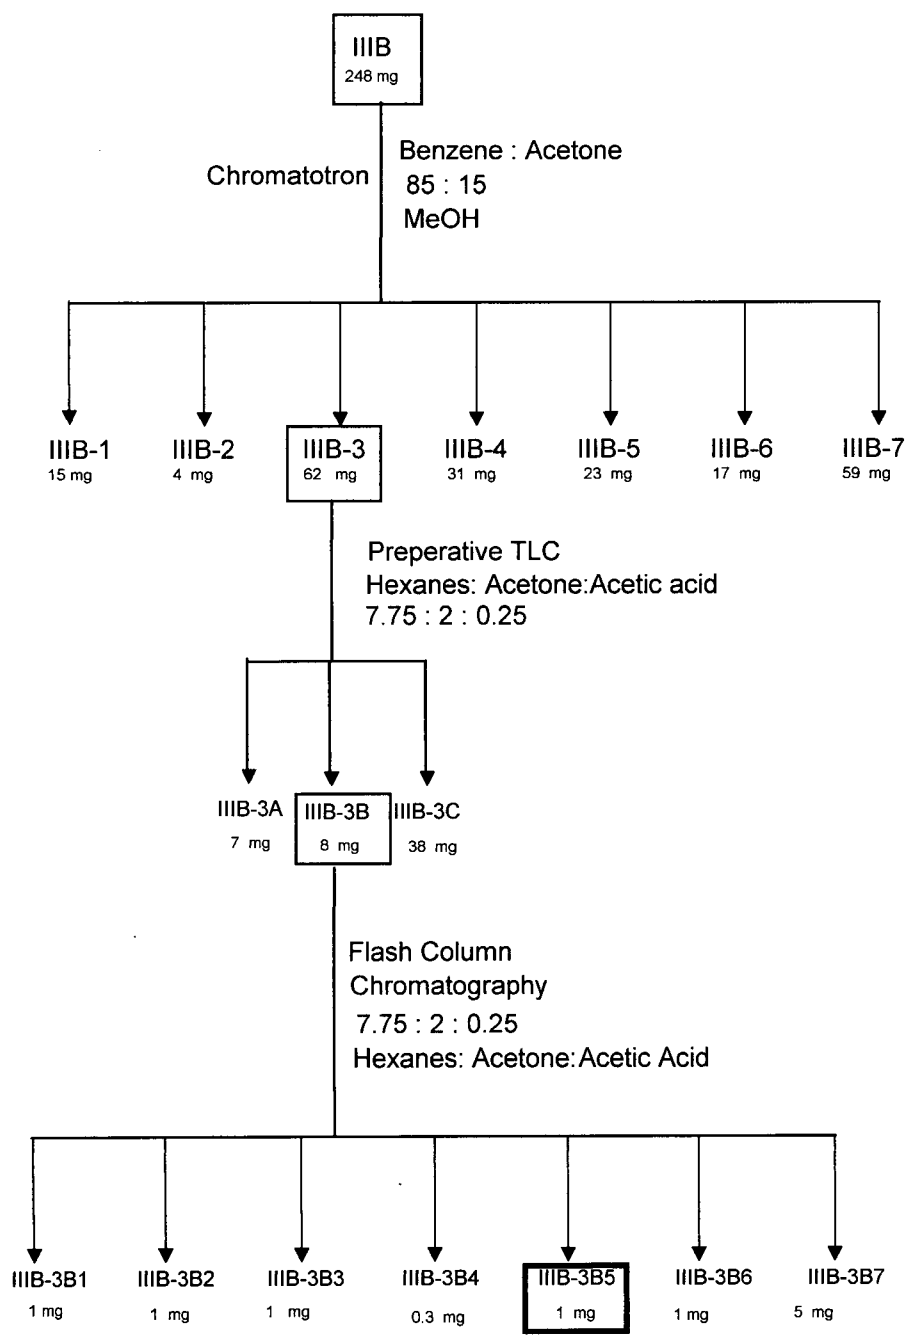 IIIB
248 mg
Chromatotron
Benzene : Acetone
85 : 15
MeOH
IIIB-1 IIIB-2 IIIB-3 IIIB-4 IIIB-5 IIIB-6 IIIB-7
15 mg 4 mg 62 mg 31 mg 23 mg 17 mg 59 mg
Preperative TLC
Hexanes: Acetone:Acetic acid
7.75 : 2 : 0.25
IIIB-3A IIIB-3B IIIB-3C
7 mg 8 mg 38 mg
Flash Column
Chromatography
7.75 : 2 : 0.25
Hexanes: Acetone:Acetic Acid
IIIB-3B1 IIIB-3B2 IIIB-3B3 IIIB-3B4 IIIB-3B5 IIIB-3B6 IIIB-3B7
1 mg 1 mg 1 mg 0.3 mg 1 mg 1 mg 5 mg